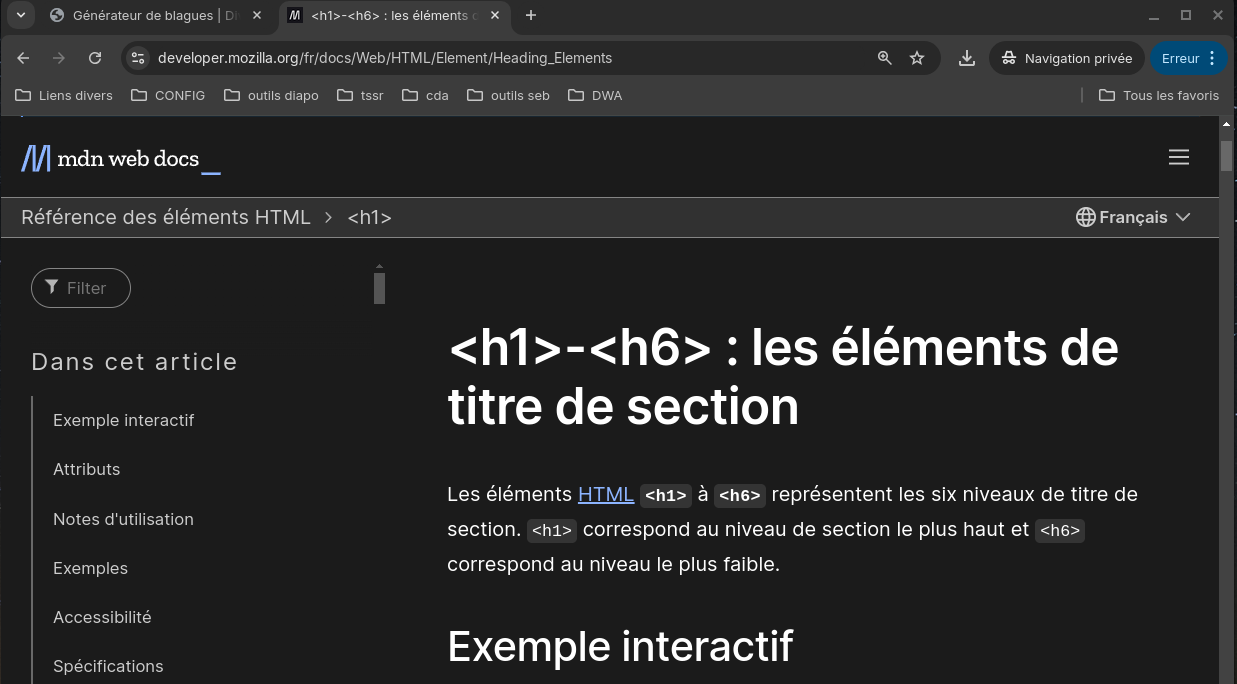 Générateur de blagues | D
<h1>-<h6> : les éléments
developer.mozilla.org/fr/docs/Web/HTML/Element/Heading_Elements
Navigation privée
Erreur
Liens divers
CONFIG
outils diapo
tssr
cda
outils seb
DWA
Tous les favoris
mdn web docs_
Référence des éléments HTML > <h1>
Français
Filter
Dans cet article
Exemple interactif
Attributs
Notes d'utilisation
Exemples
Accessibilité
Spécifications
<h1>-<h6> : les éléments de
titre de section
Les éléments HTML <h1> à <h6> représentent les six niveaux de titre de
section. <h1> correspond au niveau de section le plus haut et <h6>
correspond au niveau le plus faible.
Exemple interactif